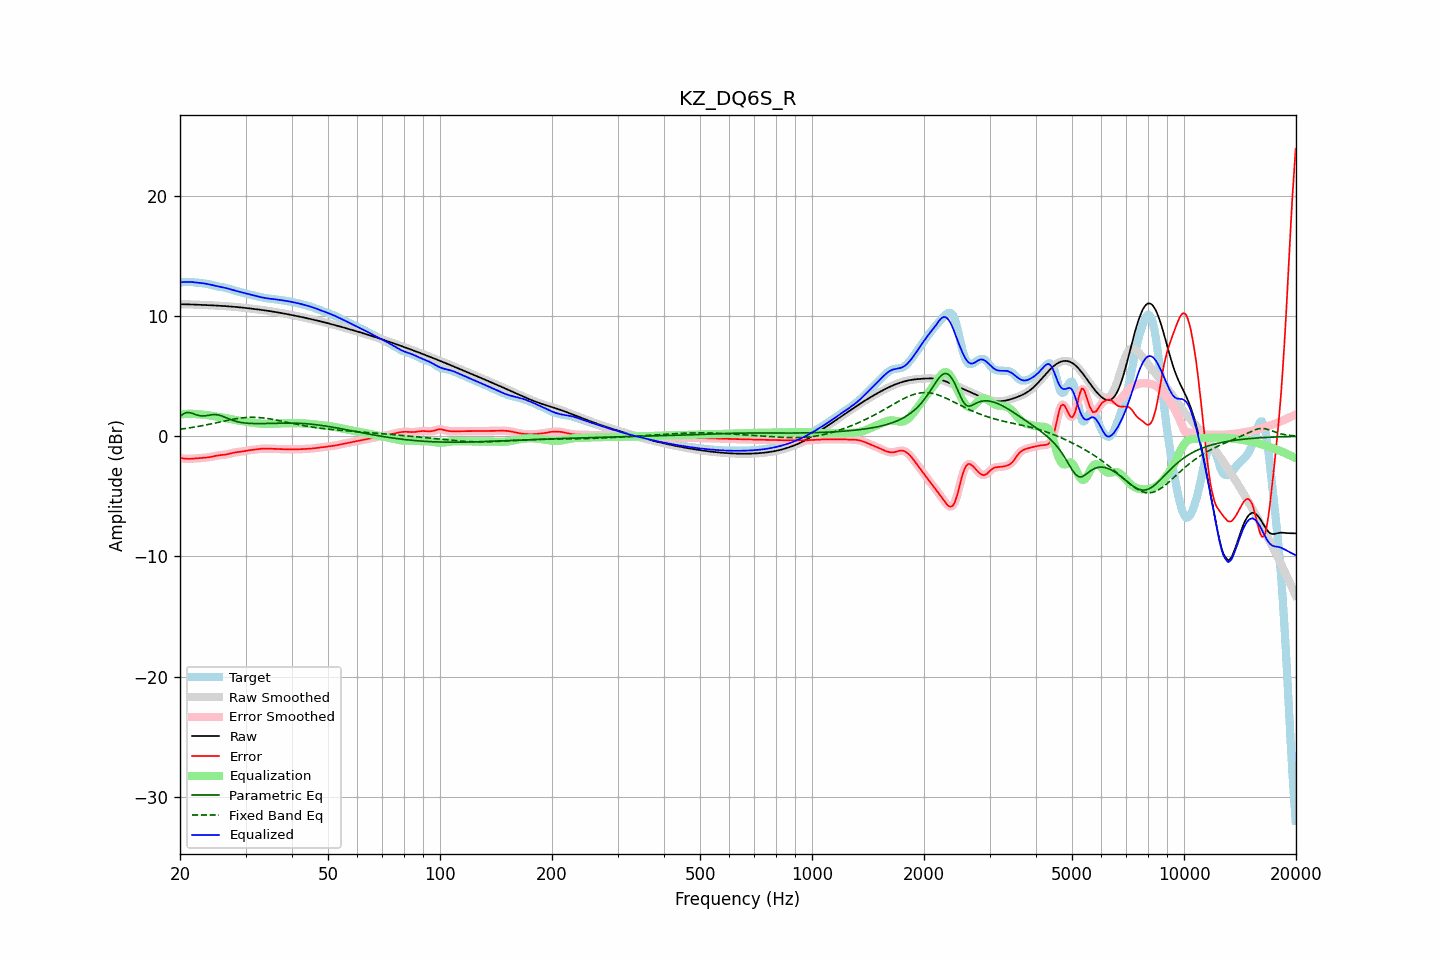 KZ_DQ6S_R
Amplitude (dBr)
20
10
0
−10
−20
−30
Target
Raw Smoothed
Error Smoothed
Raw
Error
Equalization
Parametric Eq
Fixed Band Eq
Equalized
20 50 100 200 500 1000 2000 5000 10000 20000
Frequency (Hz)